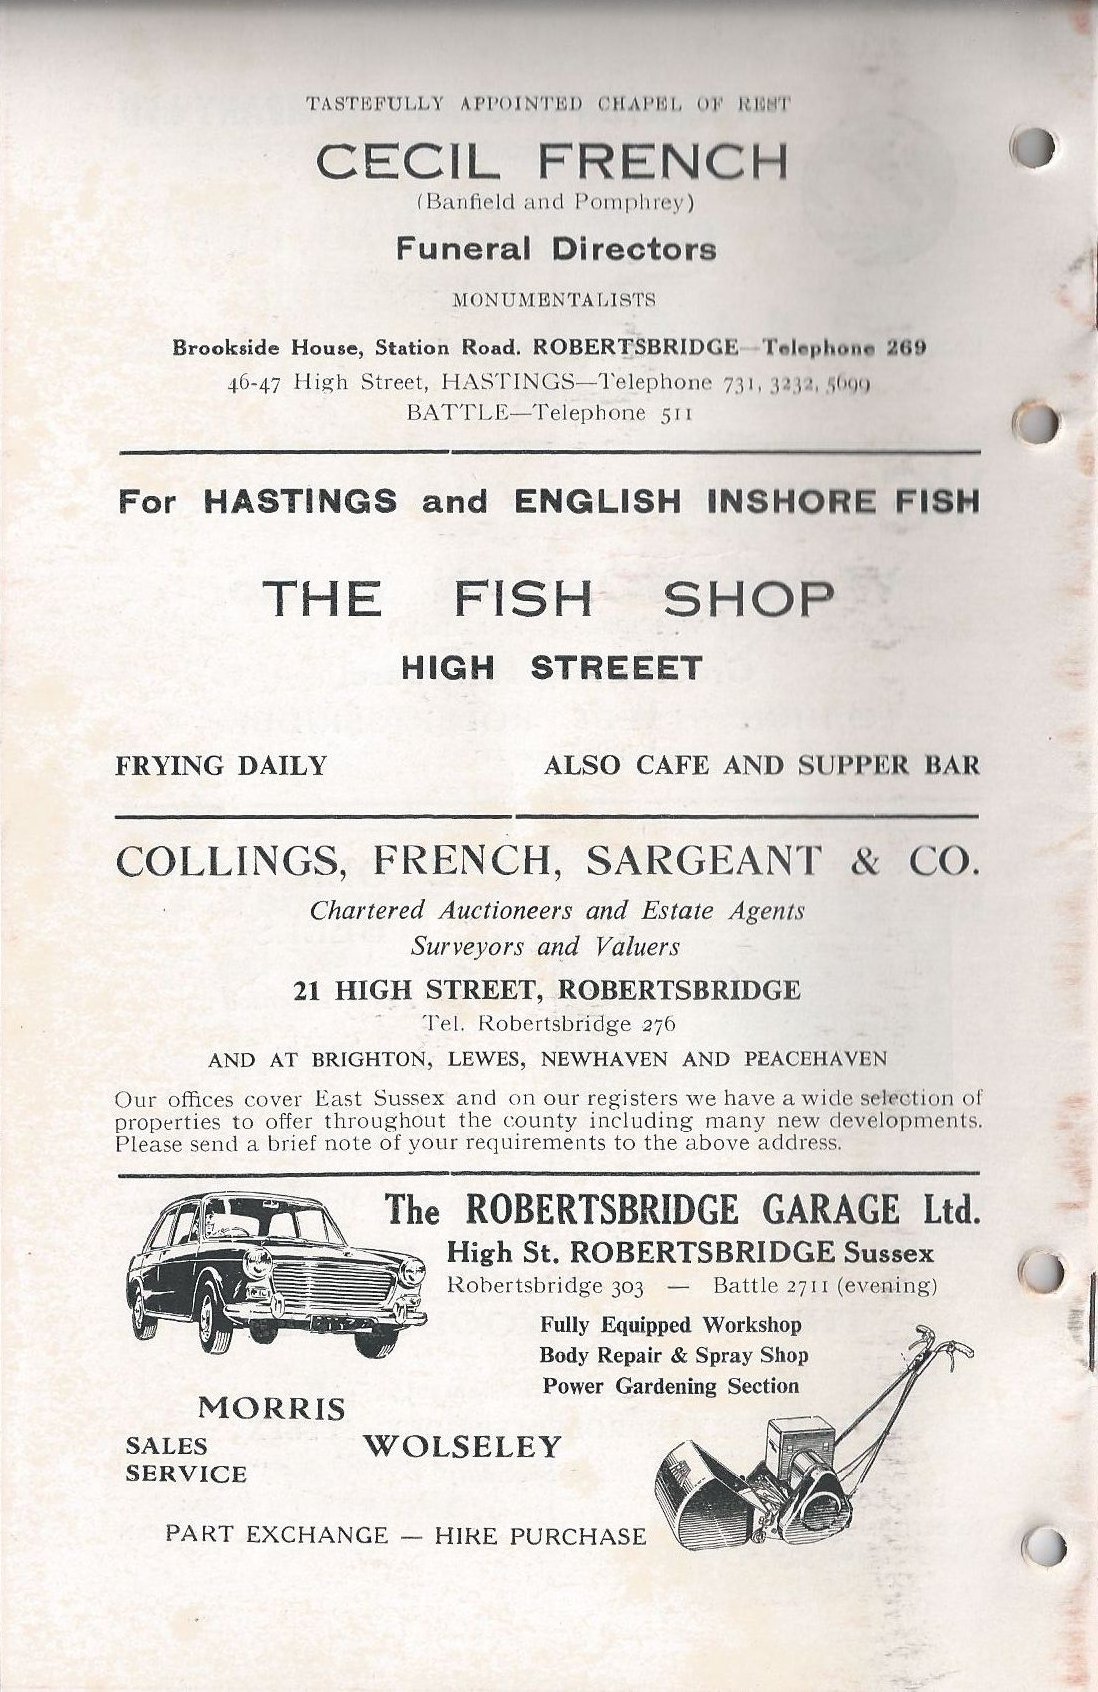 TASTEFULLY APPOINTED CHAPEL OF REST
CECIL FRENCH
(Banfield and Pomphrey)
Funeral Directors
MONUMENTALISTS
Brookside House, Station Road. ROBERTSBRIDGE—Telephone 269
46-47 High Street, HASTINGS—Telephone 731, 3232, 5699
BATTLE—Telephone 511
For HASTINGS and ENGLISH INSHORE FISH
THE FISH SHOP
HIGH STREEET
FRYING DAILY ALSO CAFE AND SUPPER BAR
COLLINGS, FRENCH, SARGEANT & CO.
Chartered Auctioneers and Estate Agents
Surveyors and Valuers
21 HIGH STREET, ROBERTSBRIDGE
Tel. Robertsbridge 276
AND AT BRIGHTON, LEWES, NEWHAVEN AND PEACEHAVEN
Our offices cover East Sussex and on our registers we have a wide selection of
properties to offer throughout the county including many new developments.
Please send a brief note of your requirements to the above address.
The ROBERTSBRIDGE GARAGE Ltd.
High St. ROBERTSBRIDGE Sussex
Robertsbridge 303 — Battle 2711 (evening)
Fully Equipped Workshop
Body Repair & Spray Shop
Power Gardening Section
MORRIS
SALES WOLSELEY
SERVICE
PART EXCHANGE — HIRE PURCHASE